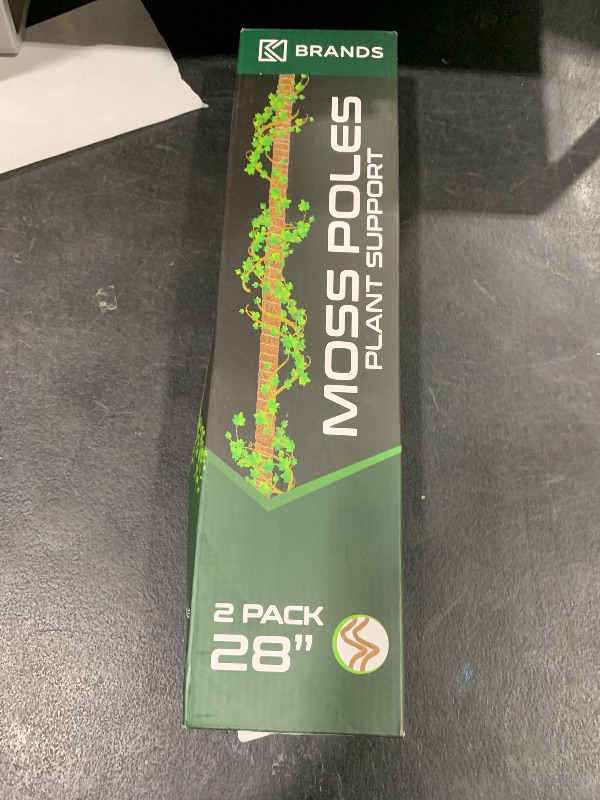 BRANDS
MOSS POLES
PLANT SUPPORT
2 PACK
28”